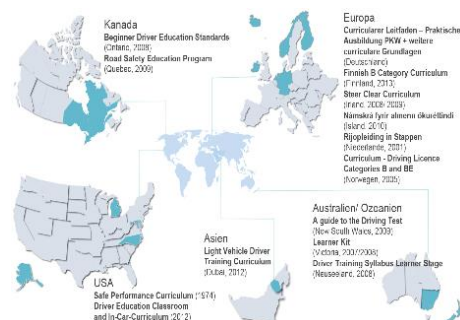 Kanada
Beginner Driver Education Standards
(Ontario, 2008)
Road Safety Education Program
(Quebec, 2009)
Europa
Curricularer Leitfaden – Praktische
Ausbildung PKW + weitere
curriculare Grundlagen
(Deutschland)
Finnish B Category Curriculum
(Finnland, 2013)
Steer Clear Curriculum
(Irland, 2008/2009)
Námskrá fyrir almenn ökuréttindi
(Island, 2010)
Rijopleiding in Stappen
(Niederlande, 2001)
Curriculum - Driving Licence
Categories B and BE
(Norwegen, 2005)
USA
Safe Performance Curriculum (1974)
Driver Education Classroom
and In-Car-Curriculum (2012)
Asien
Light Vehicle Driver
Training Curriculum
(Dubai, 2012)
Australien/ Ozeanien
A guide to the Driving Test
(New South Wales, 2009)
Learner Kit
(Victoria, 2007/2008)
Driver Training Syllabus Learner Stage
(Neuseeland, 2008)